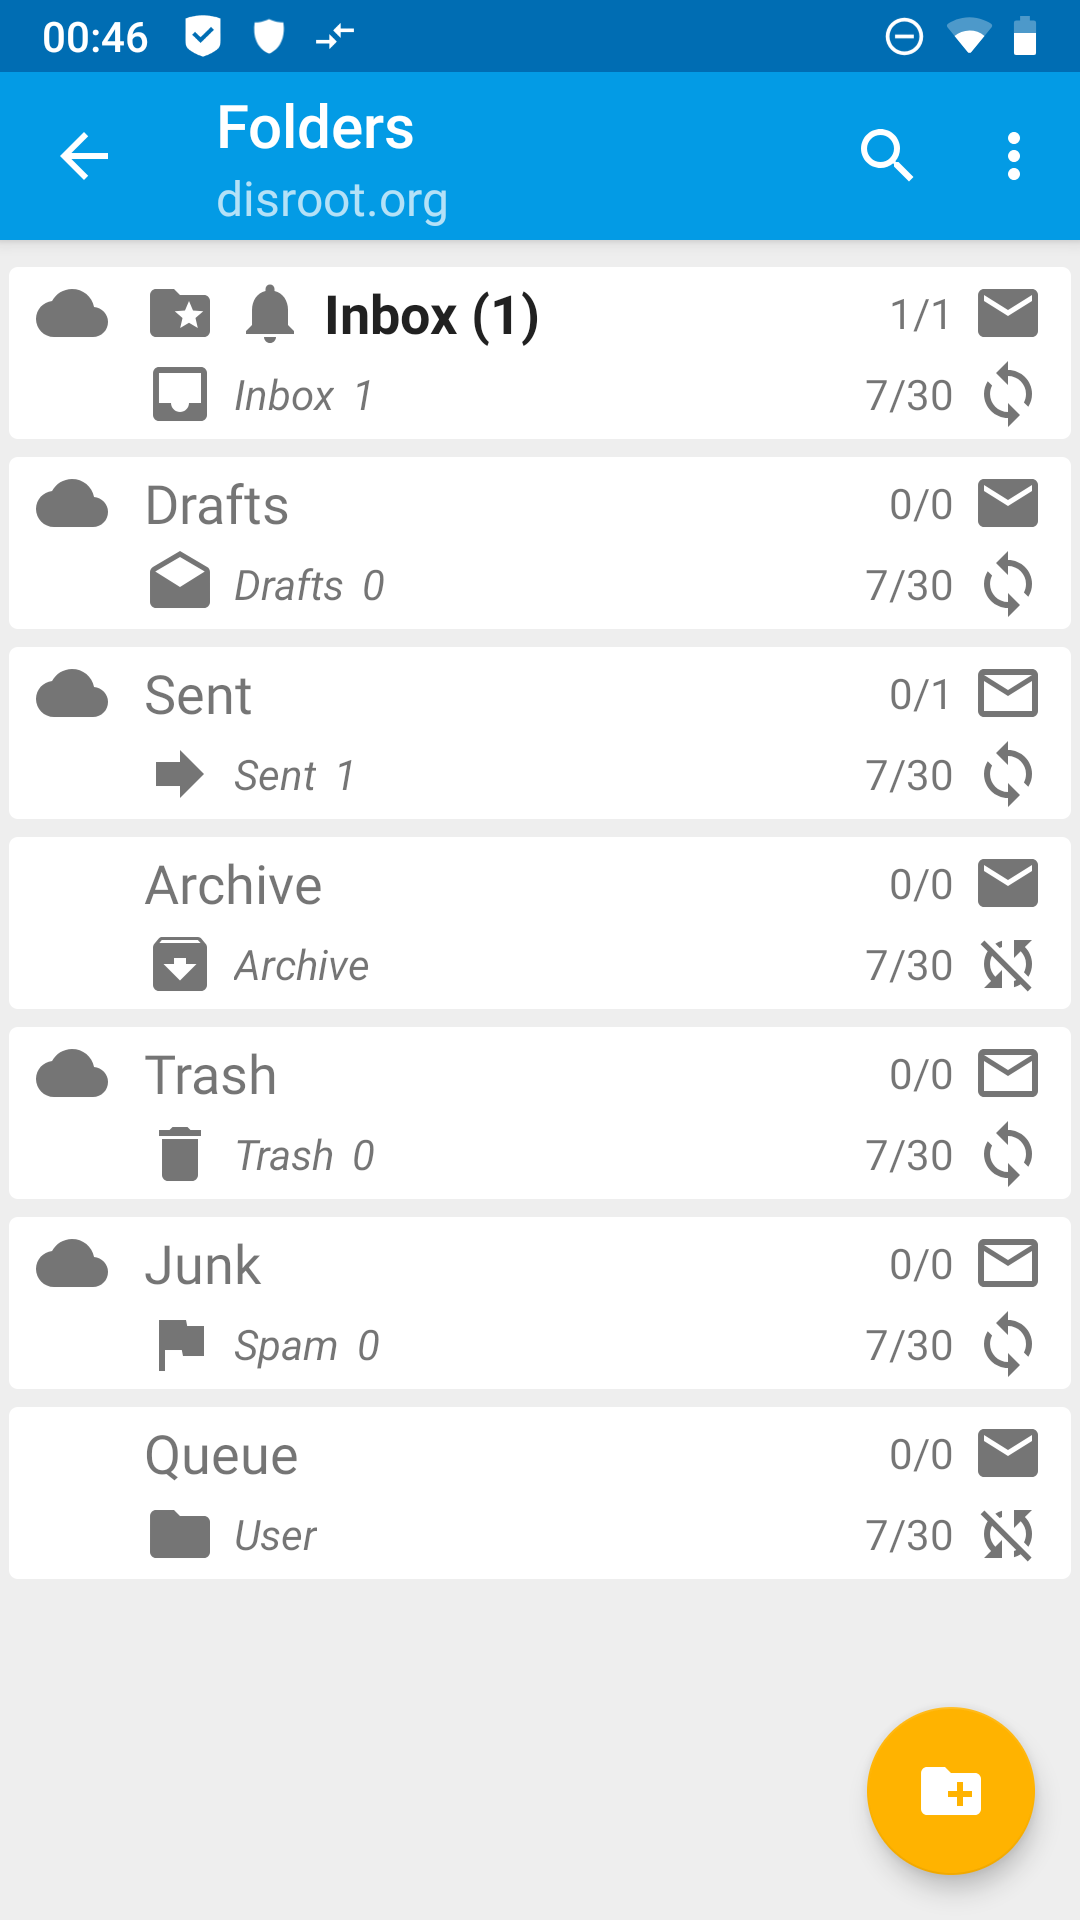 00:46
Folders
disroot.org
Inbox (1) 1/1
Inbox 1 7/30
Drafts 0/0
Drafts 0 7/30
Sent 0/1
Sent 1 7/30
Archive 0/0
Archive 7/30
Trash 0/0
Trash 0 7/30
Junk 0/0
Spam 0 7/30
Queue 0/0
User 7/30